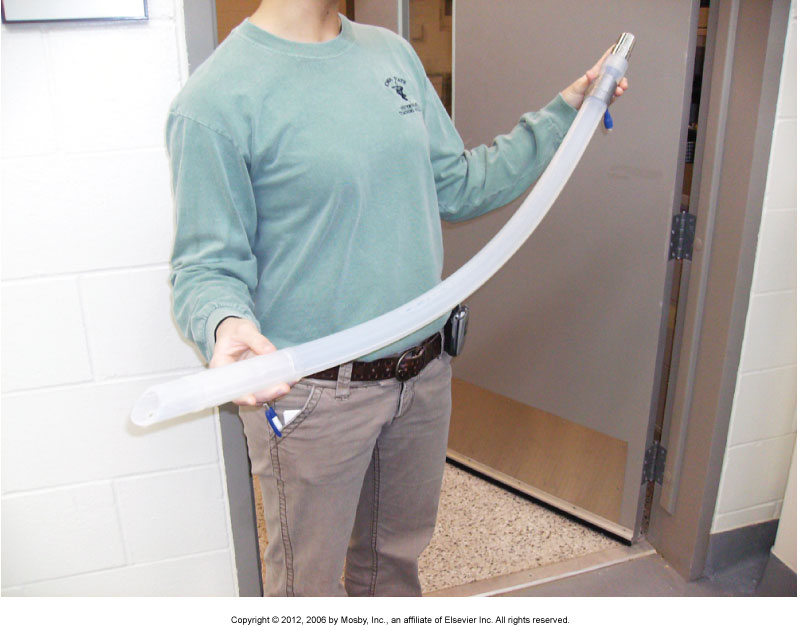 Copyright © 2012, 2006 by Mosby, Inc., an affiliate of Elsevier Inc. All rights reserved.